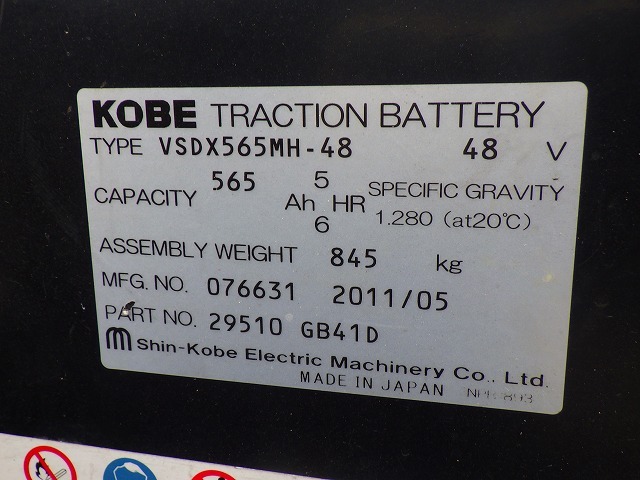 KOBE TRACTION BATTERY
TYPE VSDX565MH-48 48 V
CAPACITY 565 Ah 5 HR 6 SPECIFIC GRAVITY
1.280 (at20℃)
ASSEMBLY WEIGHT 845 kg
MFG. NO. 076631 2011/05
PART NO. 29510 GB41D
Shin-Kobe Electric Machinery Co., Ltd.
MADE IN JAPAN